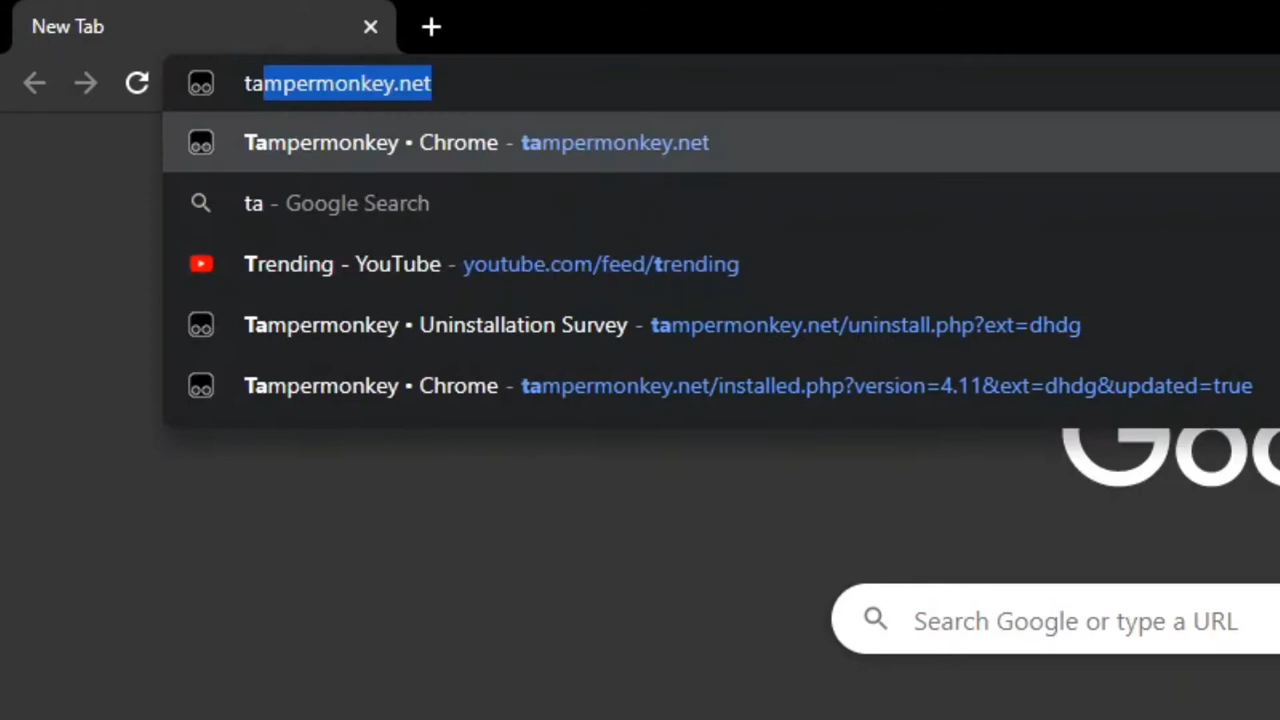 New Tab
tampermonkey.net
Tampermonkey • Chrome - tampermonkey.net
ta - Google Search
Trending - YouTube - youtube.com/feed/trending
Tampermonkey • Uninstallation Survey - tampermonkey.net/uninstall.php?ext=dhdg
Tampermonkey • Chrome - tampermonkey.net/installed.php?version=4.11&ext=dhdg&updated=true
Search Google or type a URL